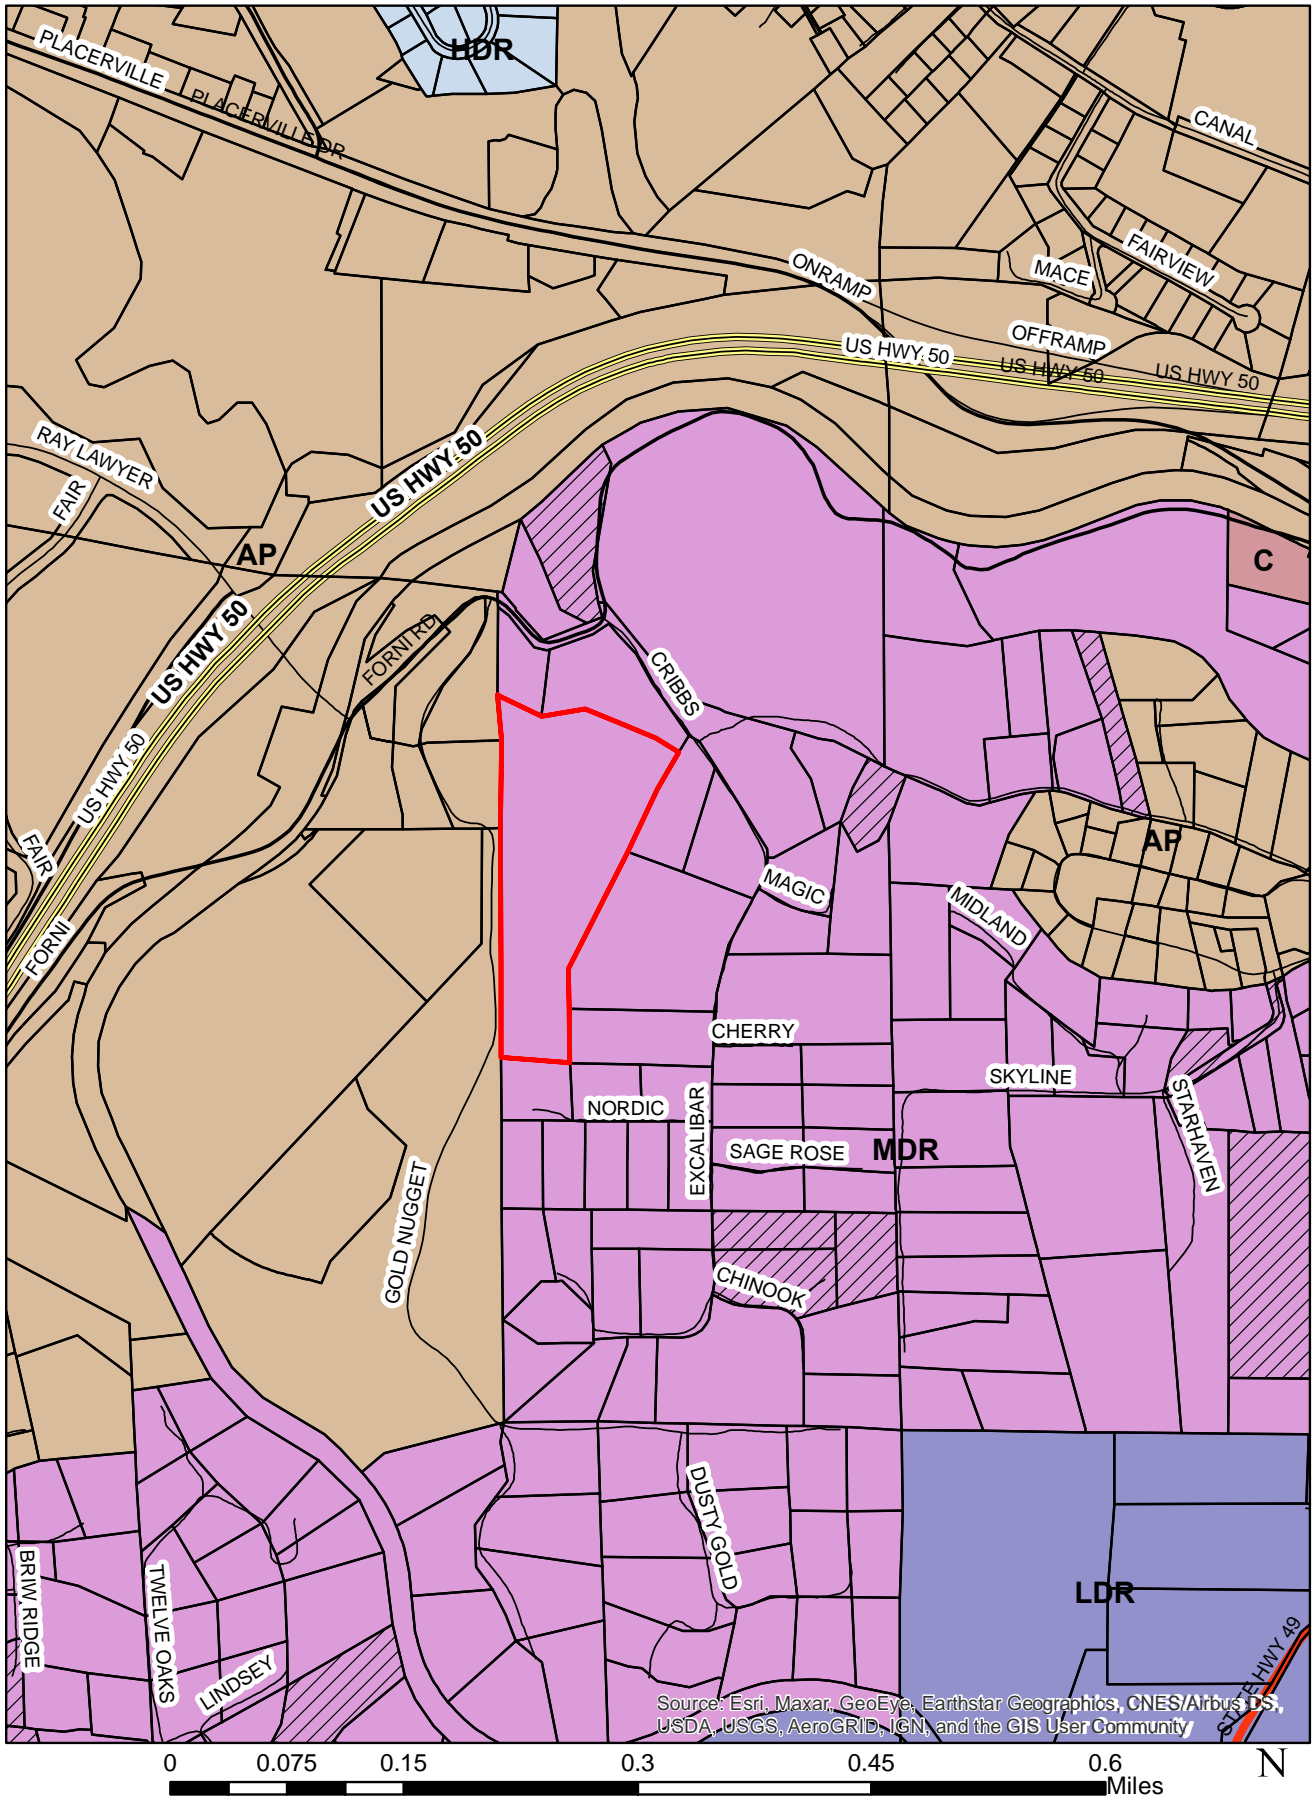 HDR
PLACERVILLE
PLACERVILLE DR
CANAL
FAIRVIEW
MACE
ONRAMP
OFFRAMP
US HWY 50
US HWY 50
US HWY 50
RAY LAWYER
FAIR
US HWY 50
AP
C
US HWY 50
FORNI RD
CRIBBS
US HWY 50
FAIR
AP
MAGIC
MIDLAND
FORNI
CHERRY
SKYLINE
NORDIC
EXCALIBAR
STARHAVEN
SAGE ROSE
MDR
GOLD NUGGET
CHINOOK
DUSTY GOLD
BRIW RIDGE
TWELVE OAKS
LINDSEY
LDR
STATE HWY 49
Source: Esri, Maxar, GeoEye, Earthstar Geographics, CNES/Airbus DS,
USDA, USGS, AeroGRID, IGN, and the GIS User Community
0 0.075 0.15 0.3 0.45 0.6
Miles
N